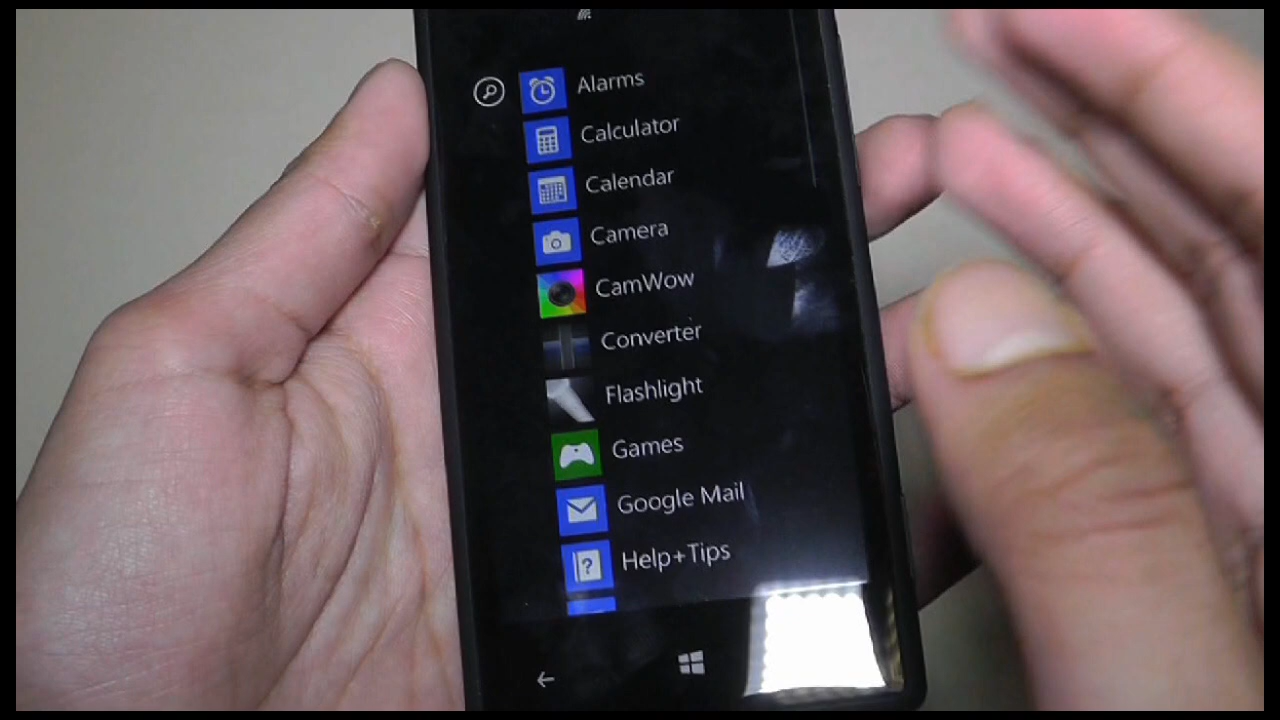 Alarms
Calculator
Calendar
Camera
CamWow
Converter
Flashlight
Games
Google Mail
Help+Tips